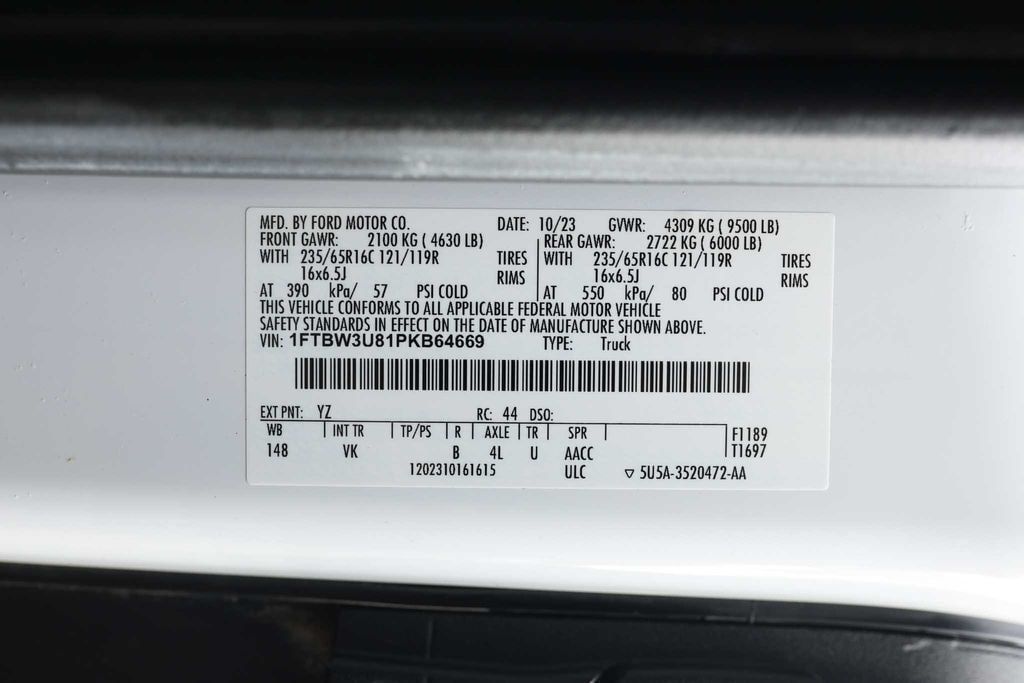 MFD. BY FORD MOTOR CO. DATE: 10/23 GVWR: 4309 KG ( 9500 LB)
FRONT GAWR: 2100 KG ( 4630 LB) REAR GAWR: 2722 KG ( 6000 LB)
WITH 235/65R16C 121/119R TIRES WITH 235/65R16C 121/119R TIRES
16x6.5J RIMS 16x6.5J RIMS
AT 390 kPa/ 57 PSI COLD AT 550 kPa/ 80 PSI COLD
THIS VEHICLE CONFORMS TO ALL APPLICABLE FEDERAL MOTOR VEHICLE
SAFETY STANDARDS IN EFFECT ON THE DATE OF MANUFACTURE SHOWN ABOVE.
VIN: 1FTBW3U81PKB64669 TYPE: Truck
EXT PNT: YZ RC: 44 DSO:
WB INT TR TP/PS R AXLE TR SPR F1189
148 VK B 4L U AACC T1697
1202310161615 ULC ▽ 5U5A-3520472-AA